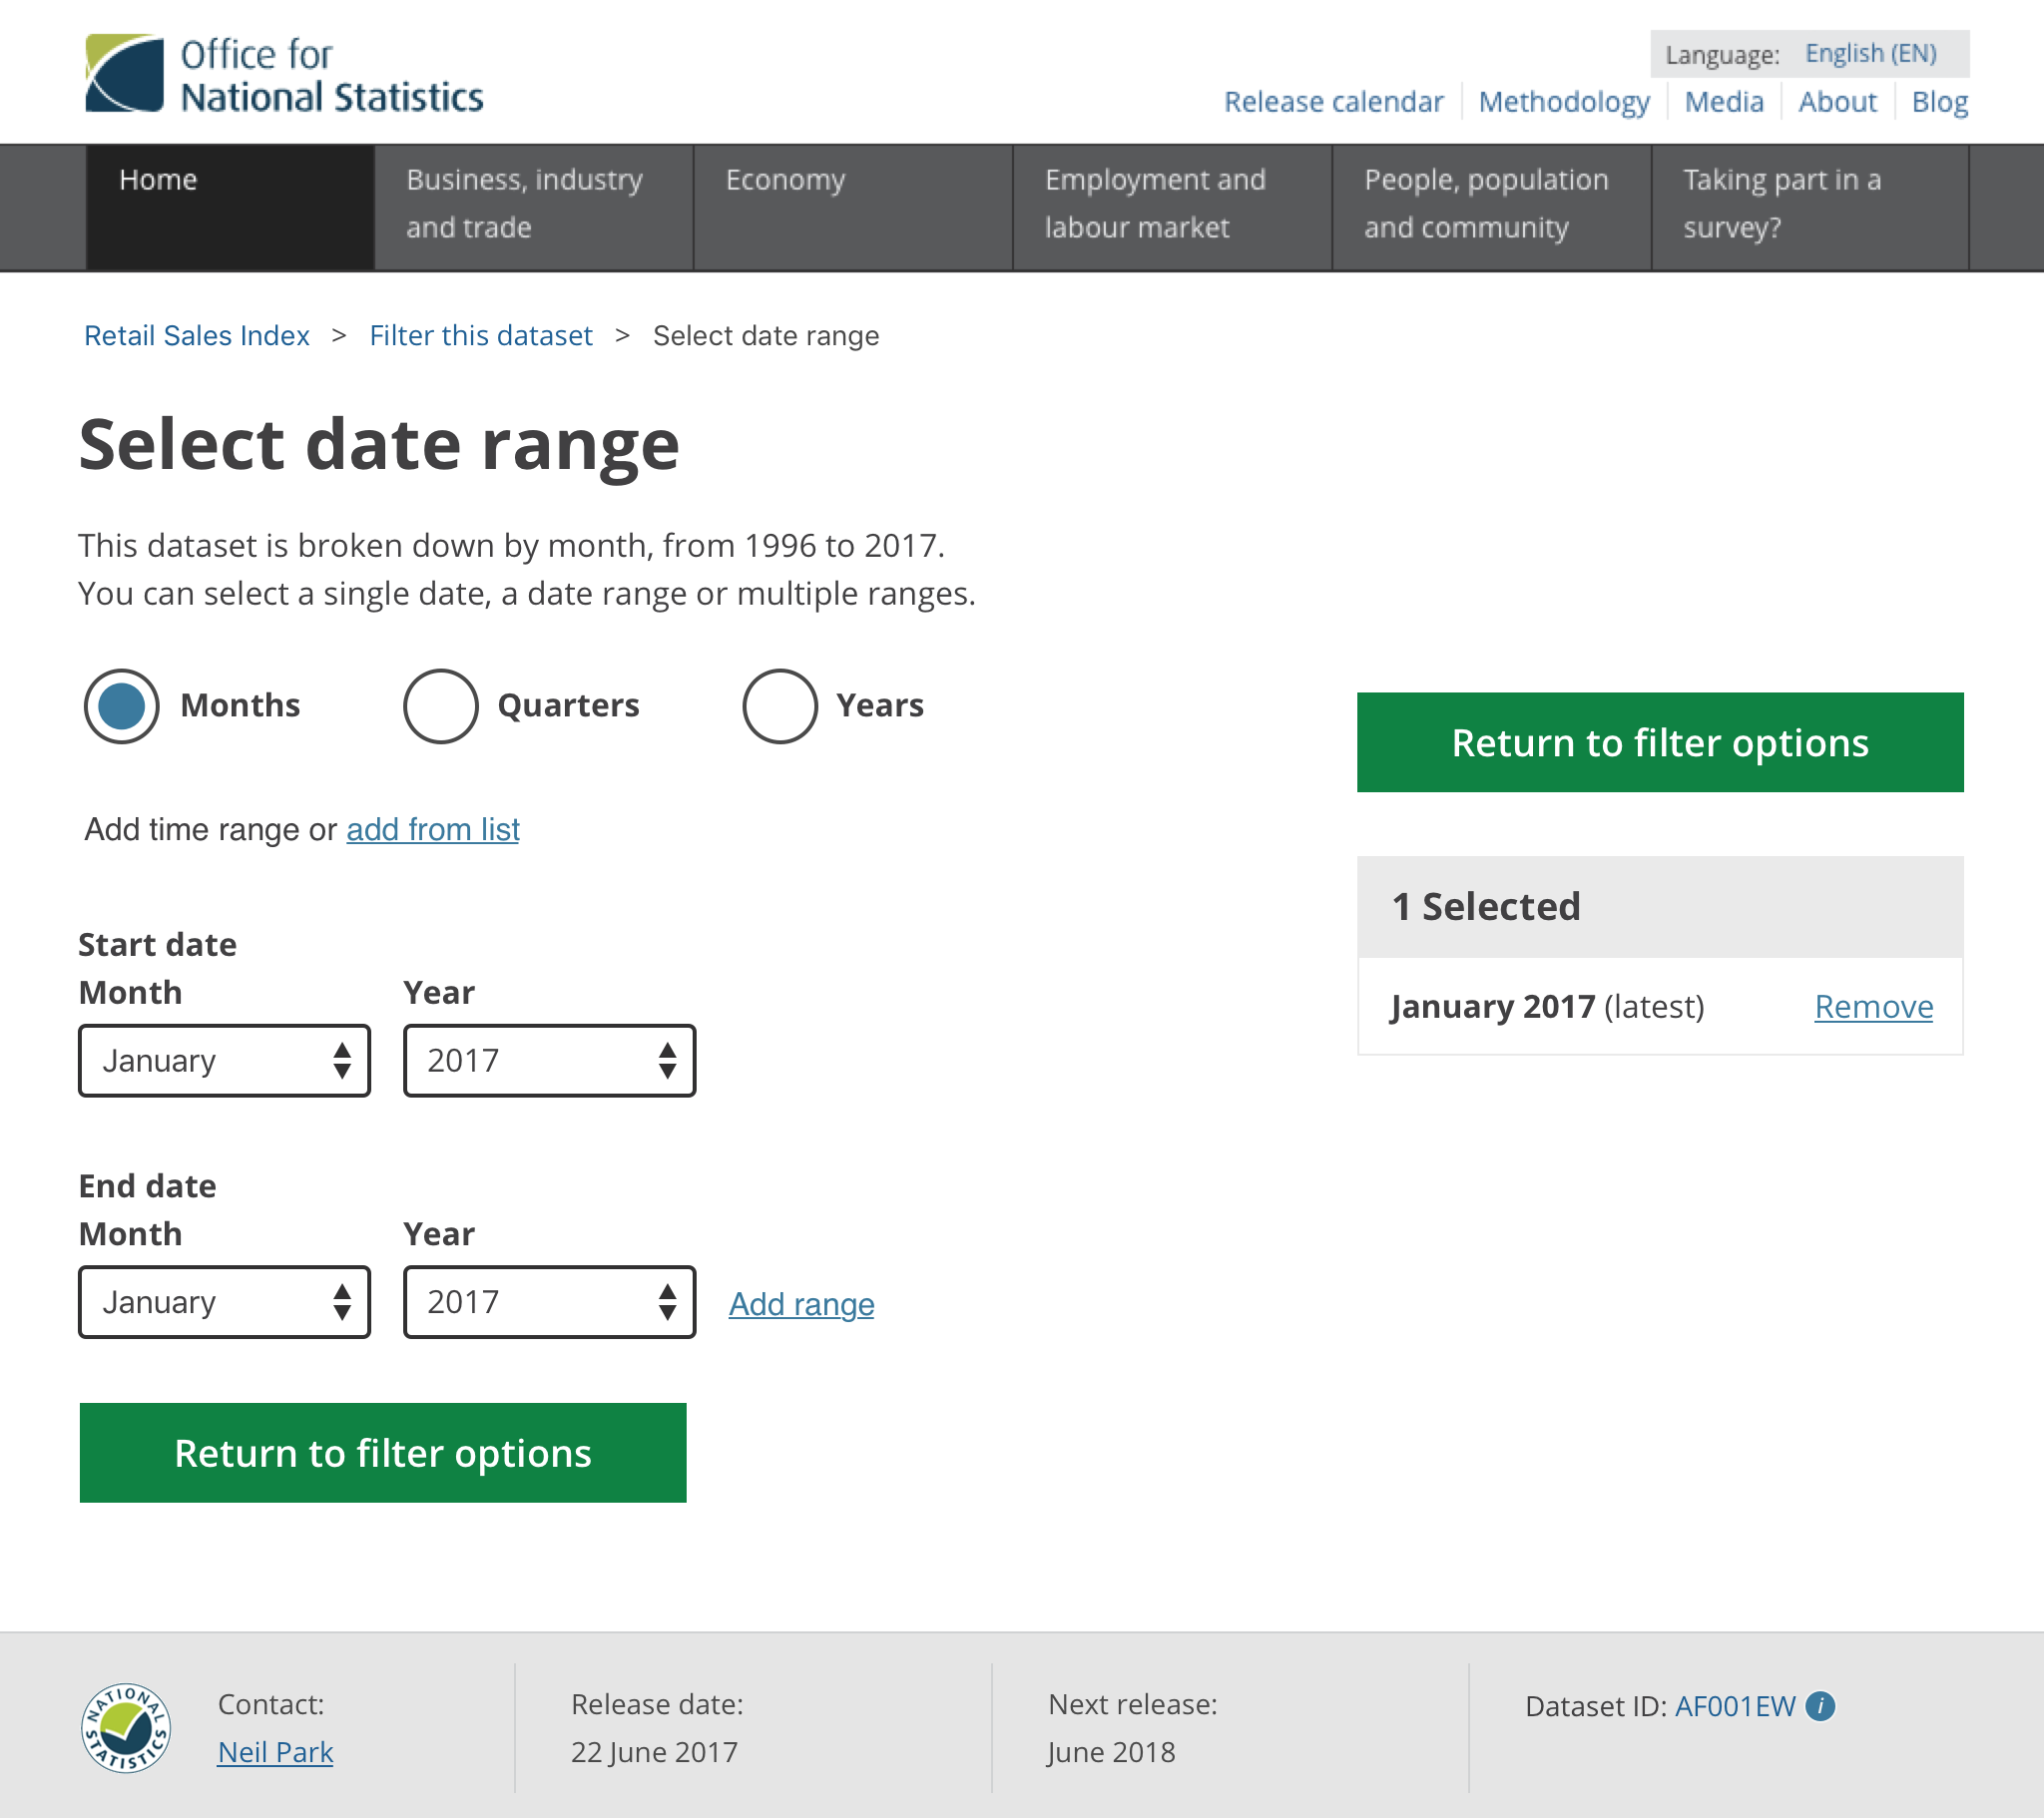 Office for
National Statistics
Language: English (EN)
Release calendar Methodology Media About Blog
Home
Business, industry
and trade
Economy
Employment and
labour market
People, population
and community
Taking part in a
survey?
Retail Sales Index > Filter this dataset > Select date range
Select date range
This dataset is broken down by month, from 1996 to 2017.
You can select a single date, a date range or multiple ranges.
Months Quarters Years
Return to filter options
Add time range or add from list
1 Selected
January 2017 (latest) Remove
Start date
Month Year
January 2017
End date
Month Year
January 2017 Add range
Return to filter options
NATIONAL STATISTICS
Contact:
Neil Park
Release date:
22 June 2017
Next release:
June 2018
Dataset ID: AF001EW i